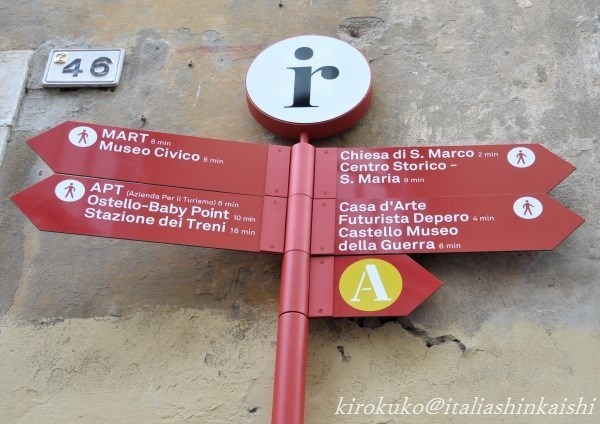 46
ir
MART 8 min
Museo Civico 8 min
APT (Azienda Per il Turismo) 6 min
Ostello-Baby Point 10 min
Stazione dei Treni 16 min
Chiesa di S. Marco 2 min
Centro Storico -
S. Maria 9 min
Casa d'Arte
Futurista Depero 4 min
Castello Museo
della Guerra 6 min
A
kirokuko@italiashinkaishi